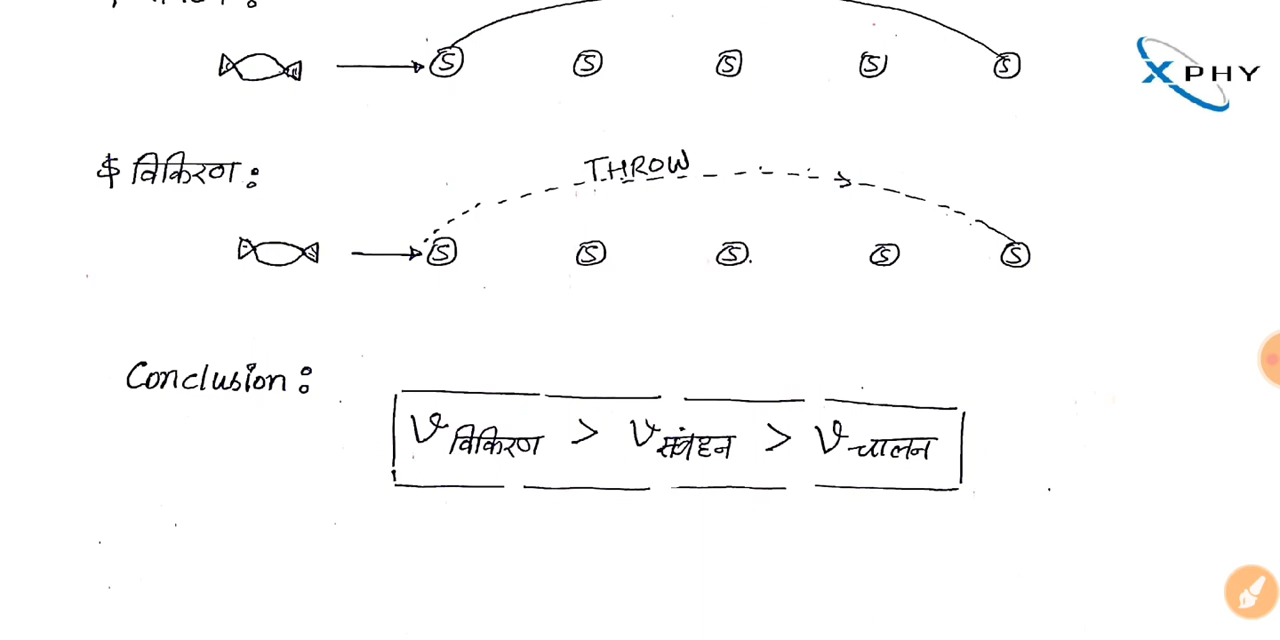 Ⓢ Ⓢ Ⓢ Ⓢ Ⓢ
XPHY
$ विकिरण :
THROW
Ⓢ Ⓢ Ⓢ Ⓢ Ⓢ
Conclusion :
v विकिरण > v संवहन > v चालन